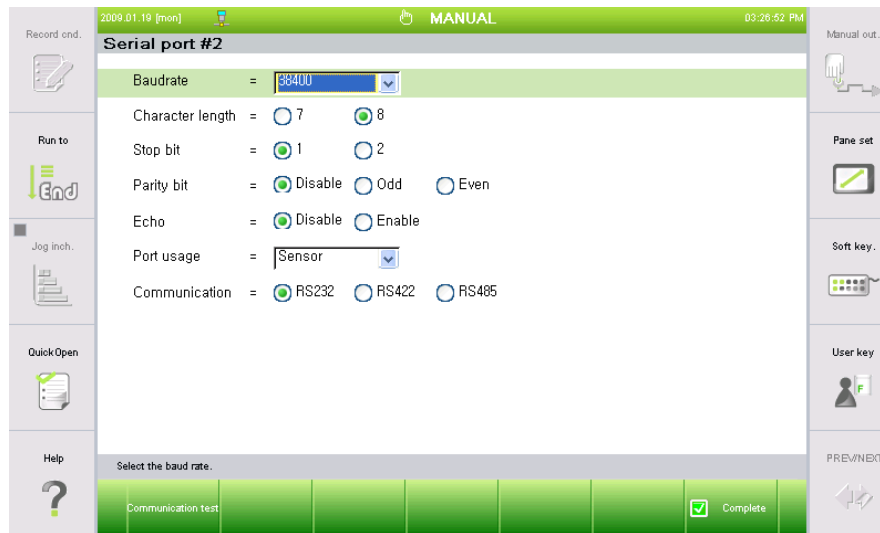 2009.01.19 [mon] MANUAL 03:26:52 PM
Serial port #2
Record cnd.
Run to
End
Jog inch.
Quick Open
Help
?
Baudrate = 38400
Character length = 7 8
Stop bit = 1 2
Parity bit = Disable Odd Even
Echo = Disable Enable
Port usage = Sensor
Communication = RS232 RS422 RS485
Manual out.
Pane set
Soft key.
User key
F
PREV/NEXT
Select the baud rate.
Communication test Complete